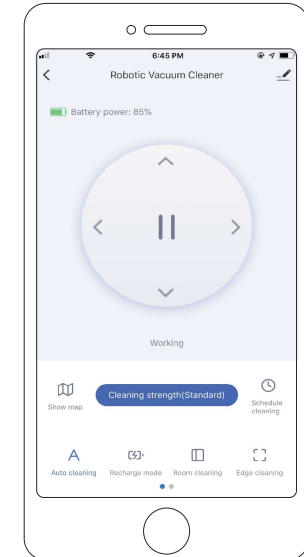 6:45 PM
Robotic Vacuum Cleaner
Battery power: 85%
Working
Show map
Cleaning strength(Standard)
Schedule
cleaning
A
Auto cleaning
Recharge mode
Room cleaning
Edge cleaning